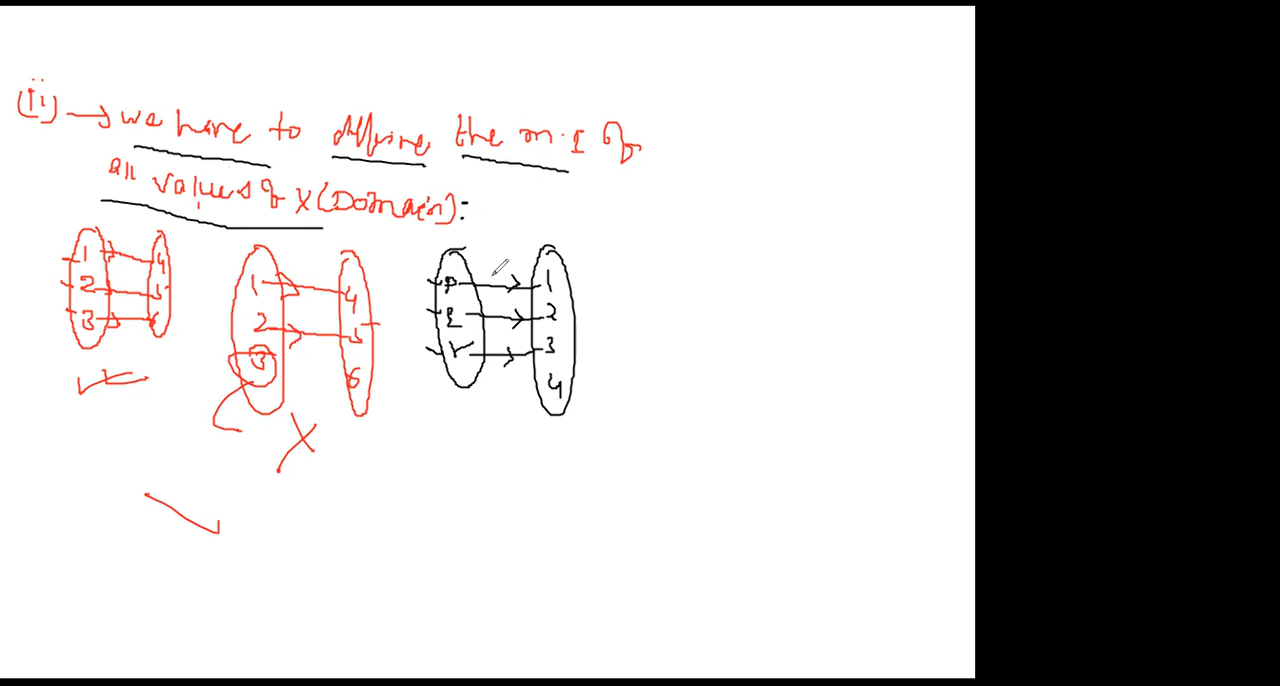 (ii) → we have to define the m.I of
all values of X (Domain):
1 4
2 5
3 6
1 4
2 5
3 6
p 1
q 2
r 3
4